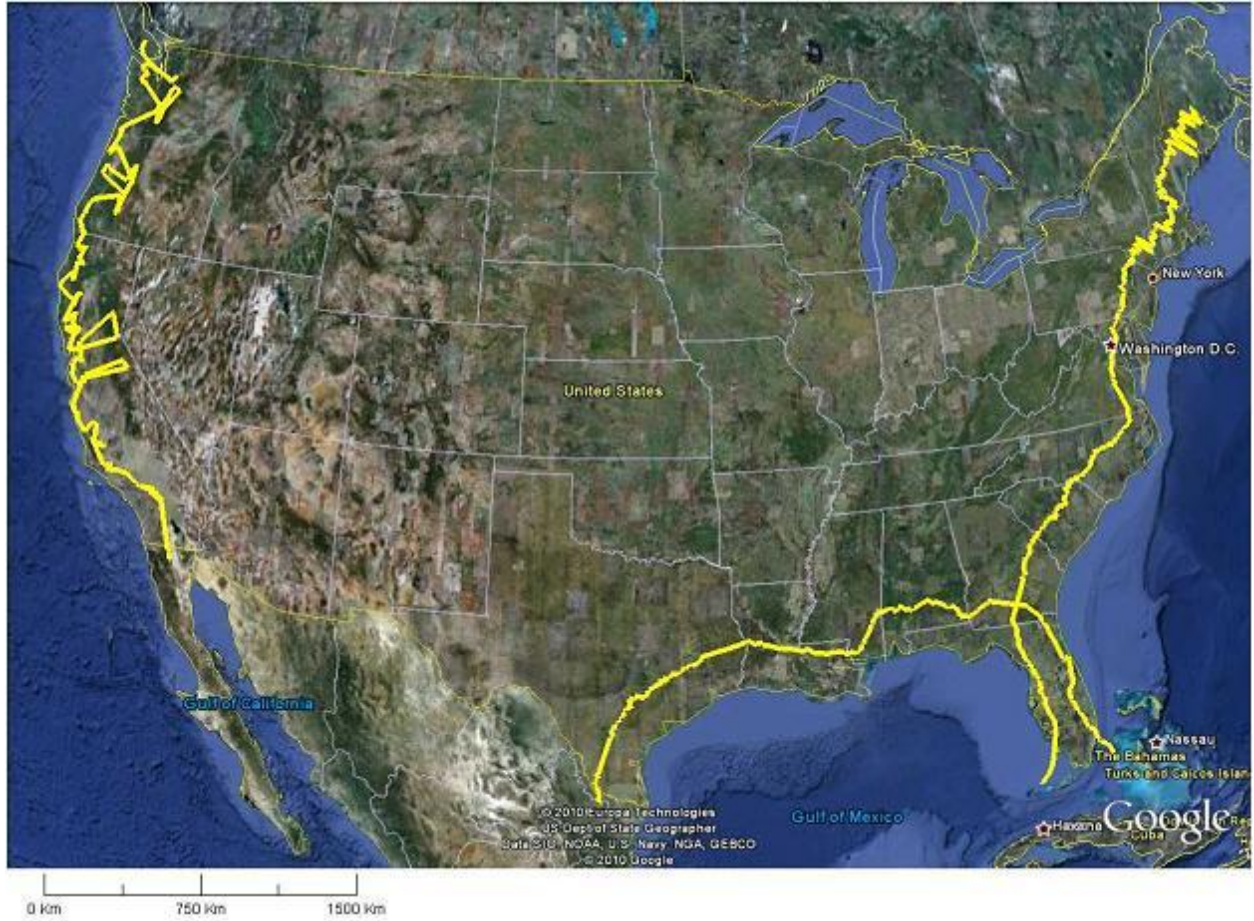 New York
Washington D.C.
United States
Gulf of California
Nassau
The Bahamas
Turks and Caicos Islan
© 2010 Europa Technologies
US Dept of State Geographer
Data SIO, NOAA, U.S. Navy, NGA, GEBCO
© 2010 Google
Gulf of Mexico
Havana
Google
Cuba
0 Km 750 Km 1500 Km